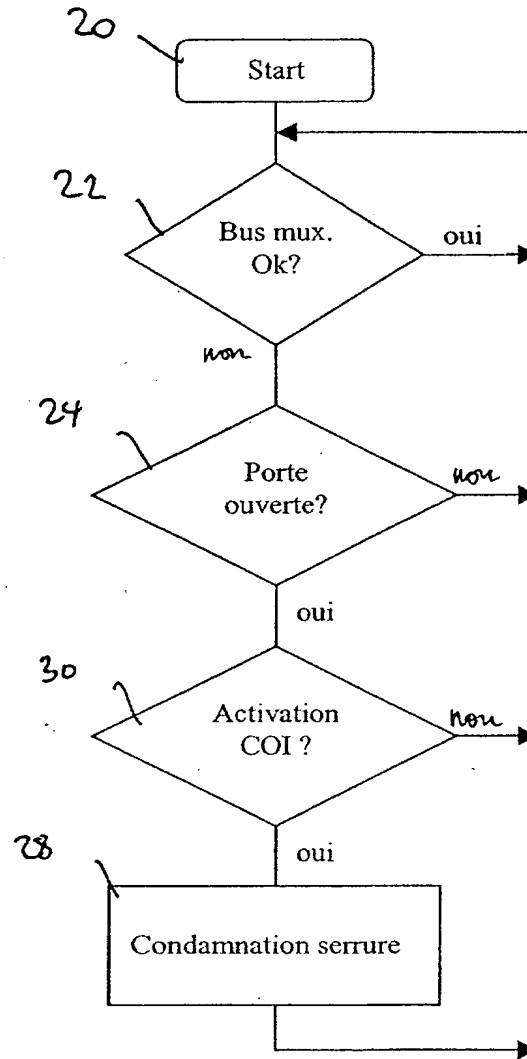 20
Start
22
Bus mux.
Ok?
oui
non
24
Porte
ouverte?
non
oui
30
Activation
COI ?
non
oui
28
Condamnation serrure